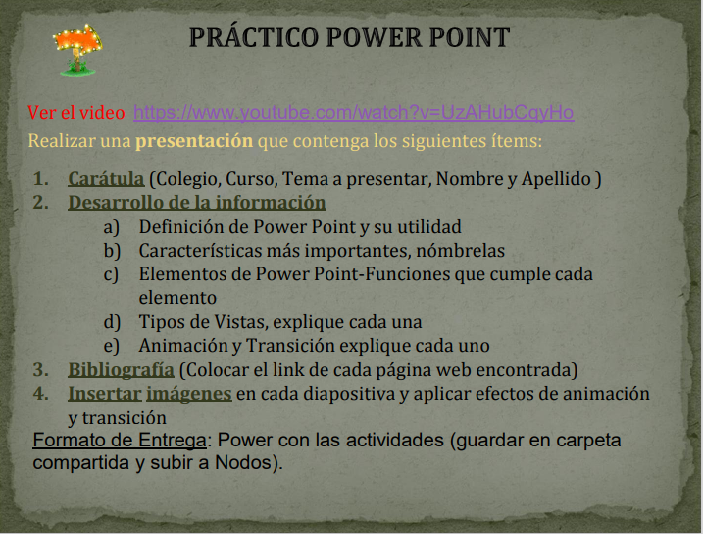 PRÁCTICO POWER POINT
Ver el video https://www.youtube.com/watch?v=UzAHubCqyHo
Realizar una presentación que contenga los siguientes ítems:
1. Carátula (Colegio, Curso, Tema a presentar, Nombre y Apellido )
2. Desarrollo de la información
a) Definición de Power Point y su utilidad
b) Características más importantes, nómbrelas
c) Elementos de Power Point-Funciones que cumple cada
elemento
d) Tipos de Vistas, explique cada una
e) Animación y Transición explique cada uno
3. Bibliografía (Colocar el link de cada página web encontrada)
4. Insertar imágenes en cada diapositiva y aplicar efectos de animación
y transición
Formato de Entrega: Power con las actividades (guardar en carpeta
compartida y subir a Nodos).